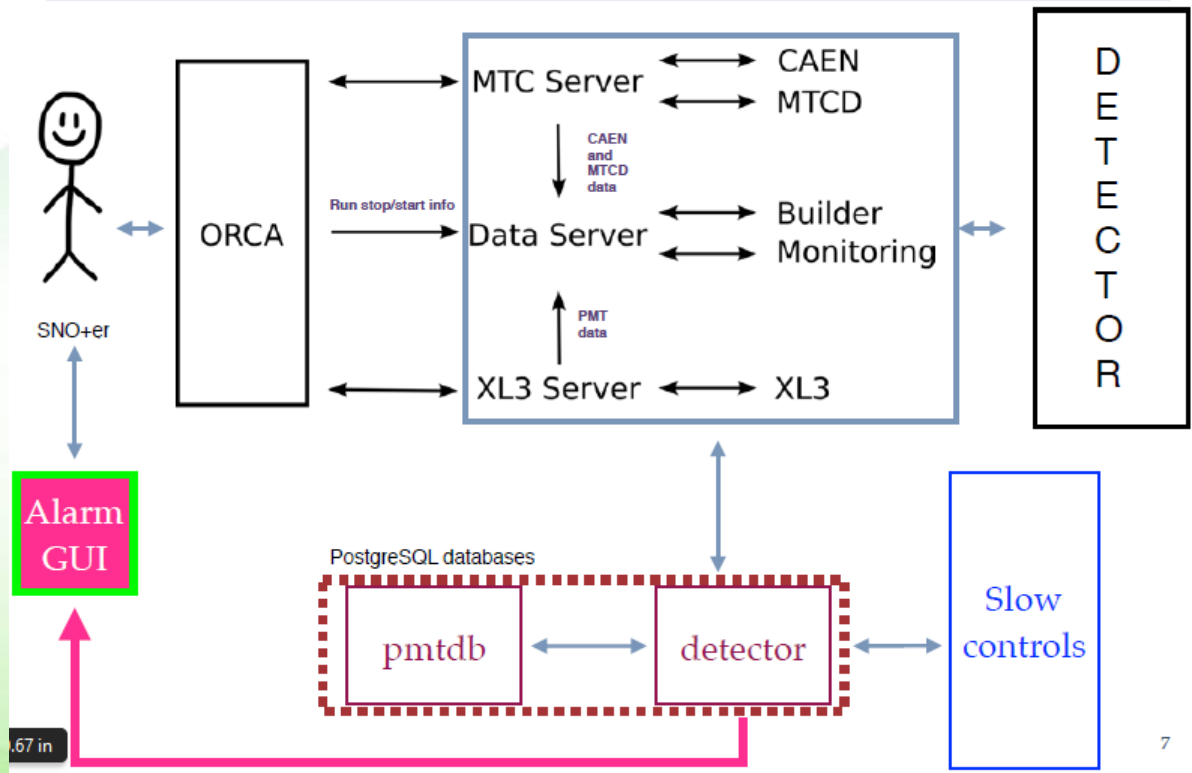 MTC Server
CAEN
MTCD
CAEN
and
MTCD
data
ORCA
Run stop/start info
Data Server
Builder
Monitoring
PMT
data
XL3 Server
XL3
D
E
T
E
C
T
O
R
SNO+er
Alarm
GUI
PostgreSQL databases
pmtdb
detector
Slow
controls
.67 in
7